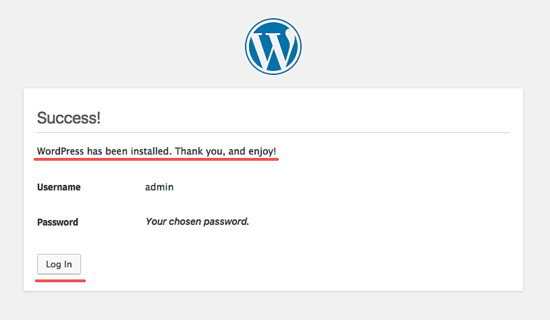 Success!
WordPress has been installed. Thank you, and enjoy!
Username admin
Password Your chosen password.
Log In